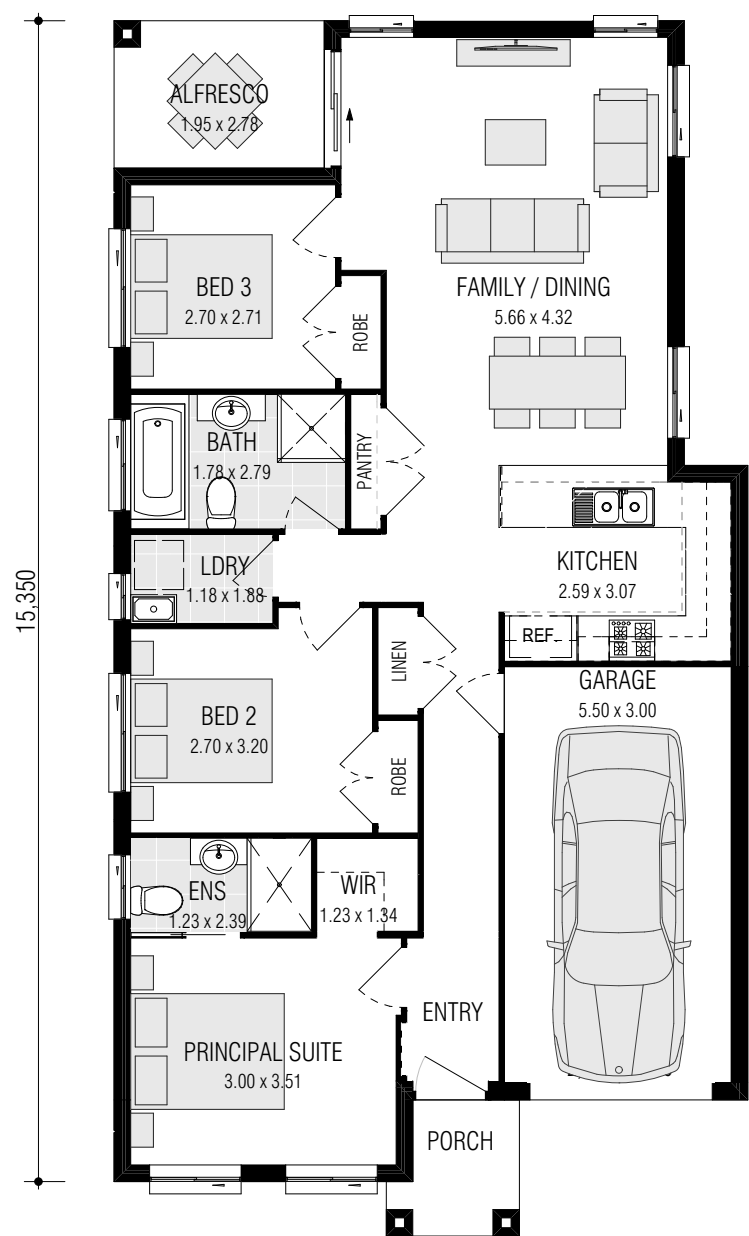 ALFRESCO
1.95 x 2.78
BED 3
2.70 x 2.71
ROBE
FAMILY / DINING
5.66 x 4.32
BATH
1.78 x 2.79
PANTRY
LDRY
1.18 x 1.88
KITCHEN
2.59 x 3.07
REF.
15,350
LINEN
BED 2
2.70 x 3.20
ROBE
GARAGE
5.50 x 3.00
ENS
1.23 x 2.39
WIR
1.23 x 1.34
ENTRY
PRINCIPAL SUITE
3.00 x 3.51
PORCH